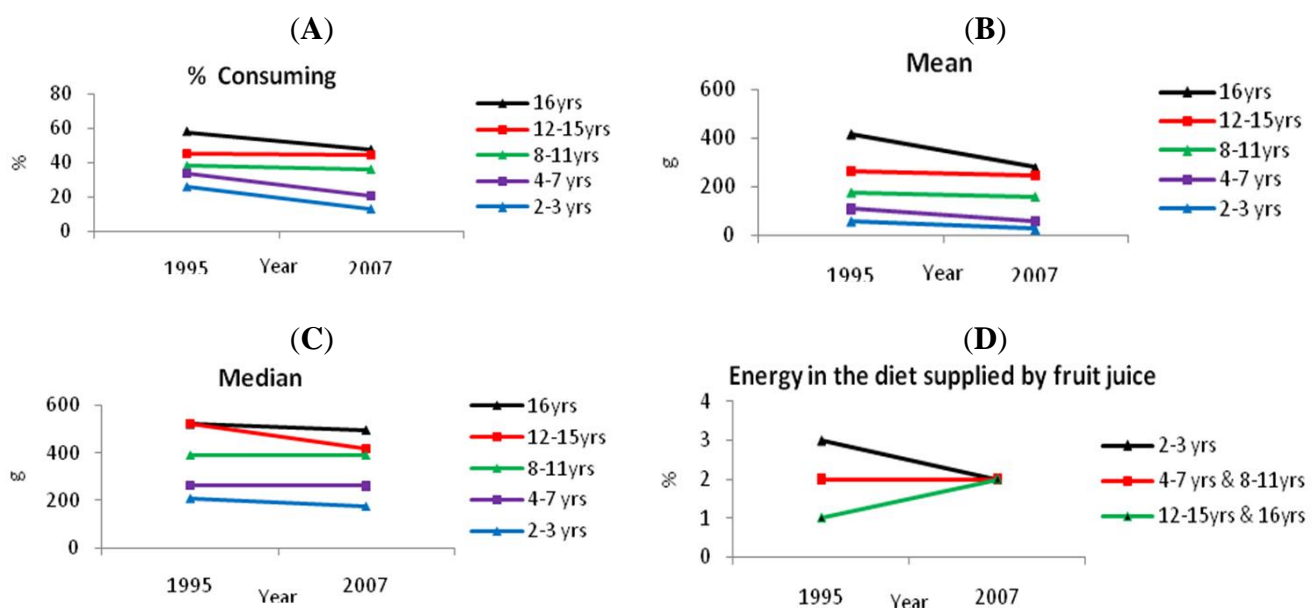 (A)
% Consuming
80
60
40
20
0
%
1995 Year 2007
16yrs
12-15yrs
8-11yrs
4-7 yrs
2-3 yrs
(B)
Mean
600
400
200
0
g
1995 Year 2007
16yrs
12-15yrs
8-11yrs
4-7 yrs
2-3 yrs
(C)
Median
600
400
200
0
g
1995 Year 2007
16yrs
12-15yrs
8-11yrs
4-7 yrs
2-3 yrs
(D)
Energy in the diet supplied by fruit juice
4
3
2
1
0
%
1995 Year 2007
2-3 yrs
4-7 yrs & 8-11yrs
12-15yrs & 16yrs